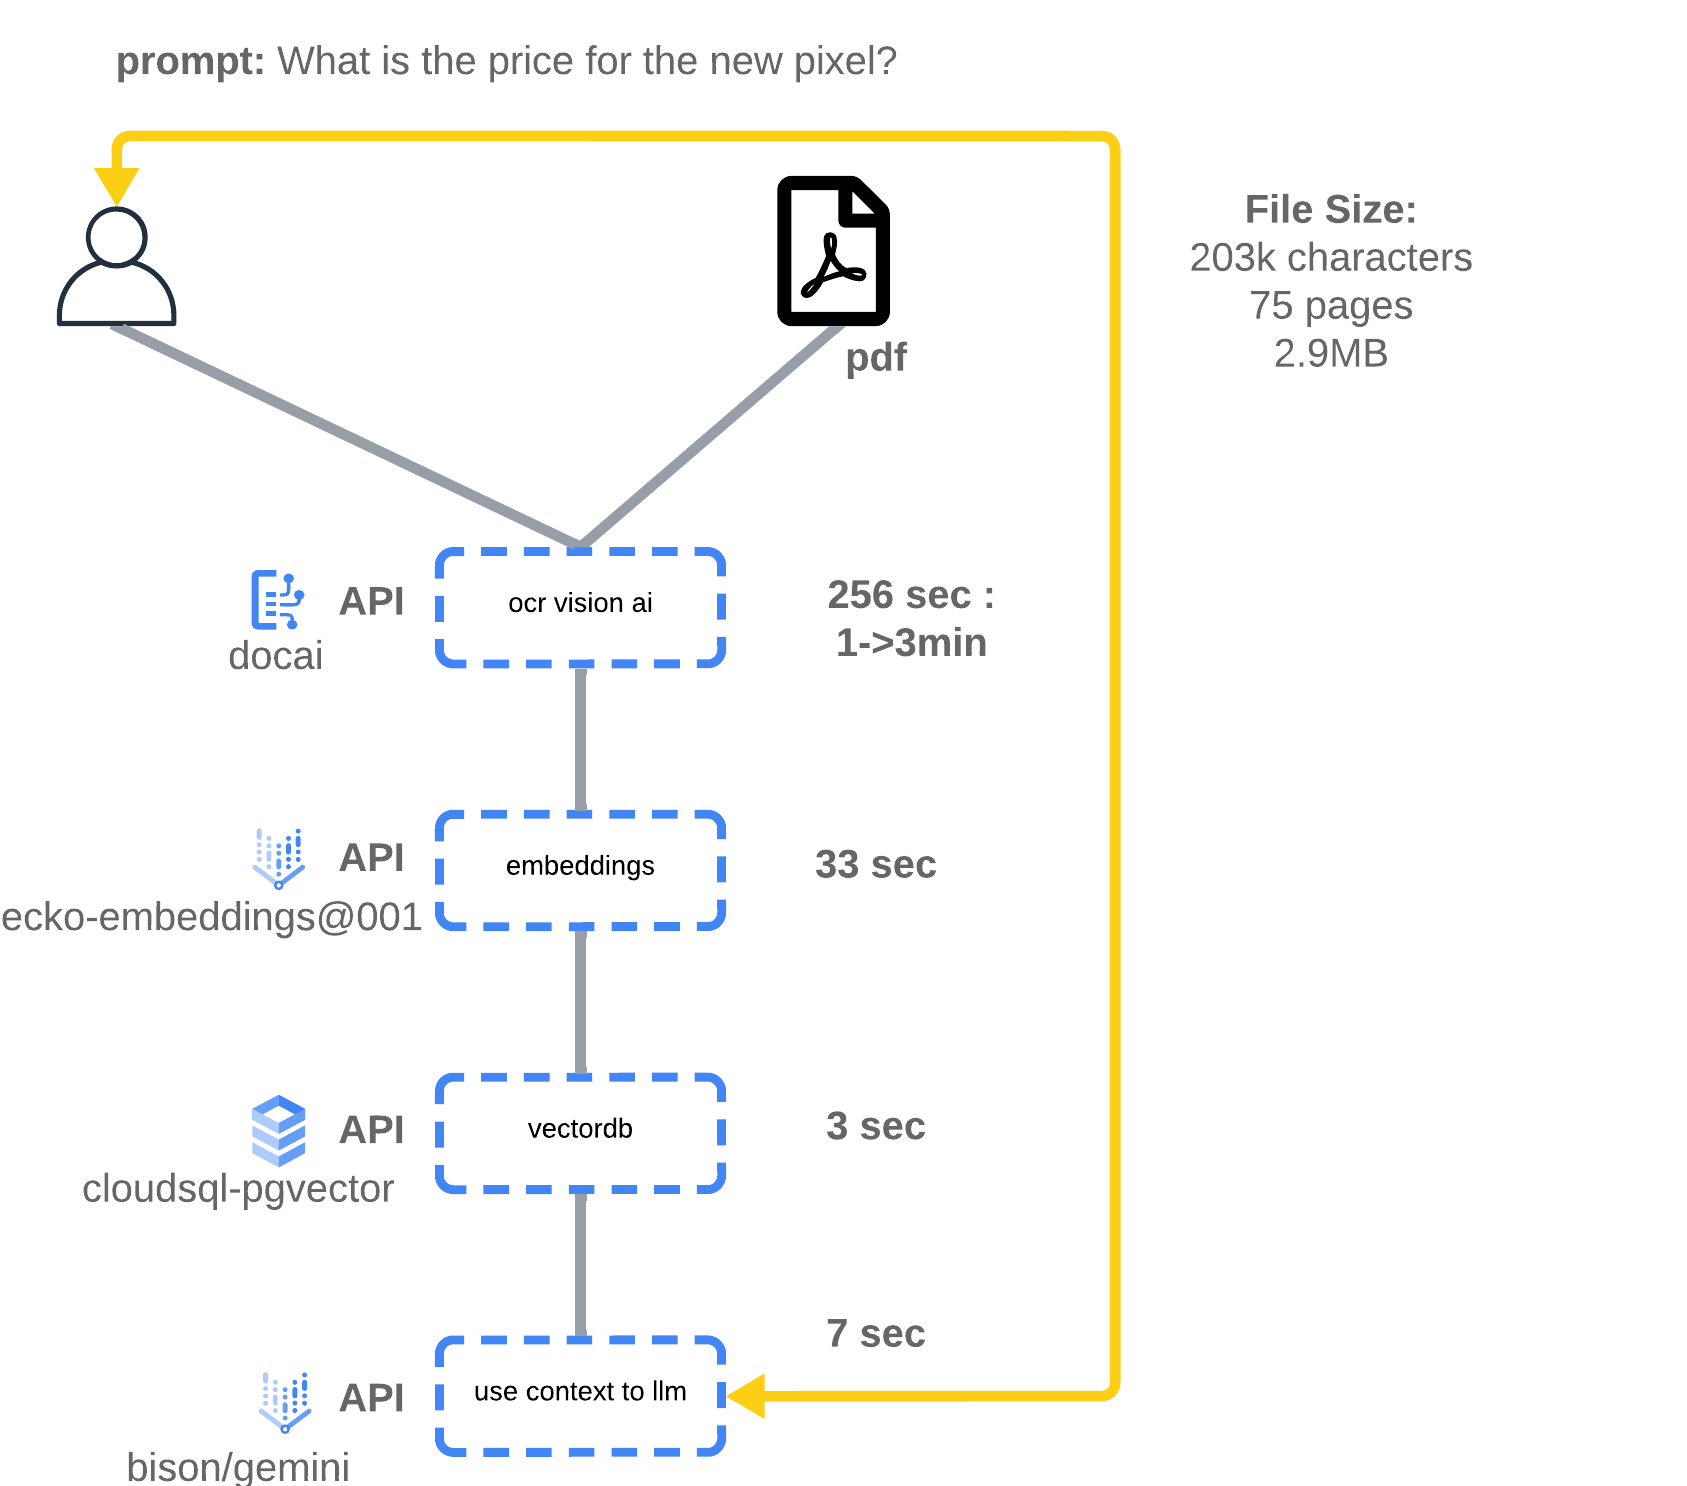 prompt: What is the price for the new pixel?
File Size:
203k characters
75 pages
2.9MB
pdf
API
docai
ocr vision ai
256 sec :
1->3min
API
ecko-embeddings@001
embeddings
33 sec
API
cloudsql-pgvector
vectordb
3 sec
7 sec
API
bison/gemini
use context to llm